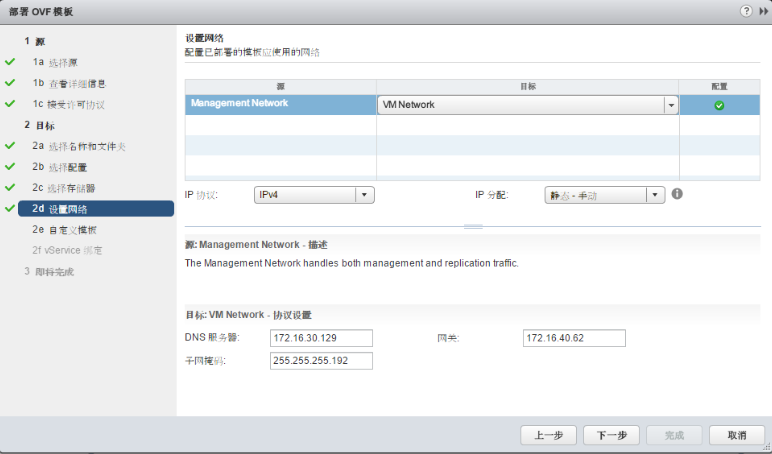 部署 OVF 模板
1 源
1a 选择源
1b 查看详细信息
1c 接受许可协议
2 目标
2a 选择名称和文件夹
2b 选择配置
2c 选择存储器
2d 设置网络
2e 自定义模板
2f vService 绑定
3 即将完成
设置网络
配置已部署的模板应使用的网络
源 目标 配置
Management Network VM Network
IP 协议: IPv4 IP 分配: 静态 - 手动
源: Management Network - 描述
The Management Network handles both management and replication traffic.
目标: VM Network - 协议设置
DNS 服务器: 172.16.30.129 网关: 172.16.40.62
子网掩码: 255.255.255.192
上一步 下一步 完成 取消